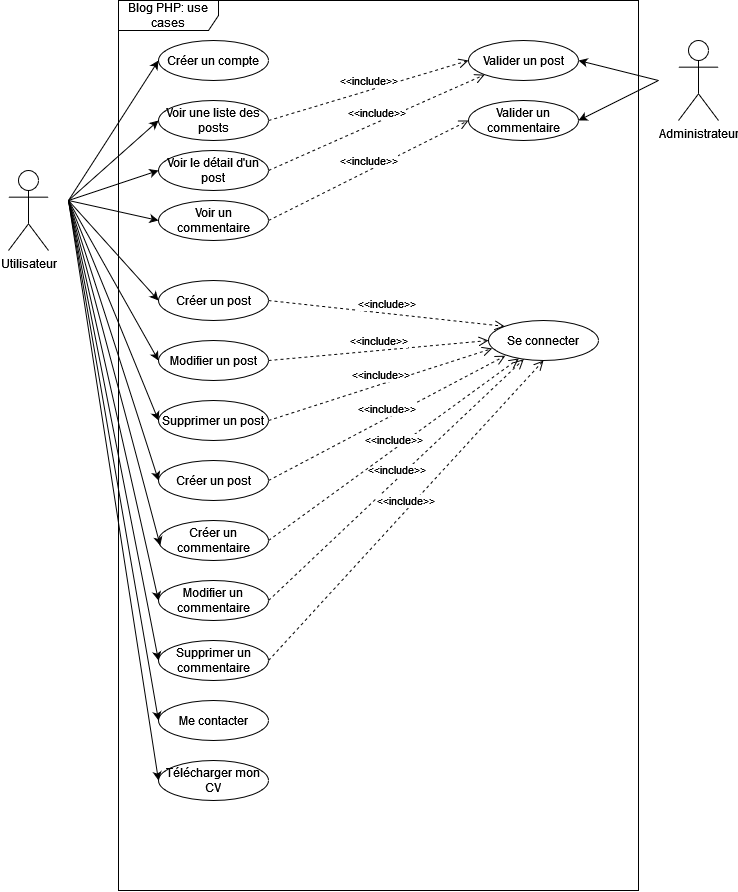 Blog PHP: use
cases
Créer un compte
Valider un post
<<include>>
Voir une liste des
posts
<<include>>
Valider un
commentaire
Administrateur
Voir le détail d'un
post
<<include>>
Voir un
commentaire
Utilisateur
Créer un post
<<include>>
Modifier un post
<<include>>
Se connecter
<<include>>
Supprimer un post
<<include>>
Créer un post
<<include>>
<<include>>
<<include>>
Créer un
commentaire
Modifier un
commentaire
Supprimer un
commentaire
Me contacter
Télécharger mon
CV